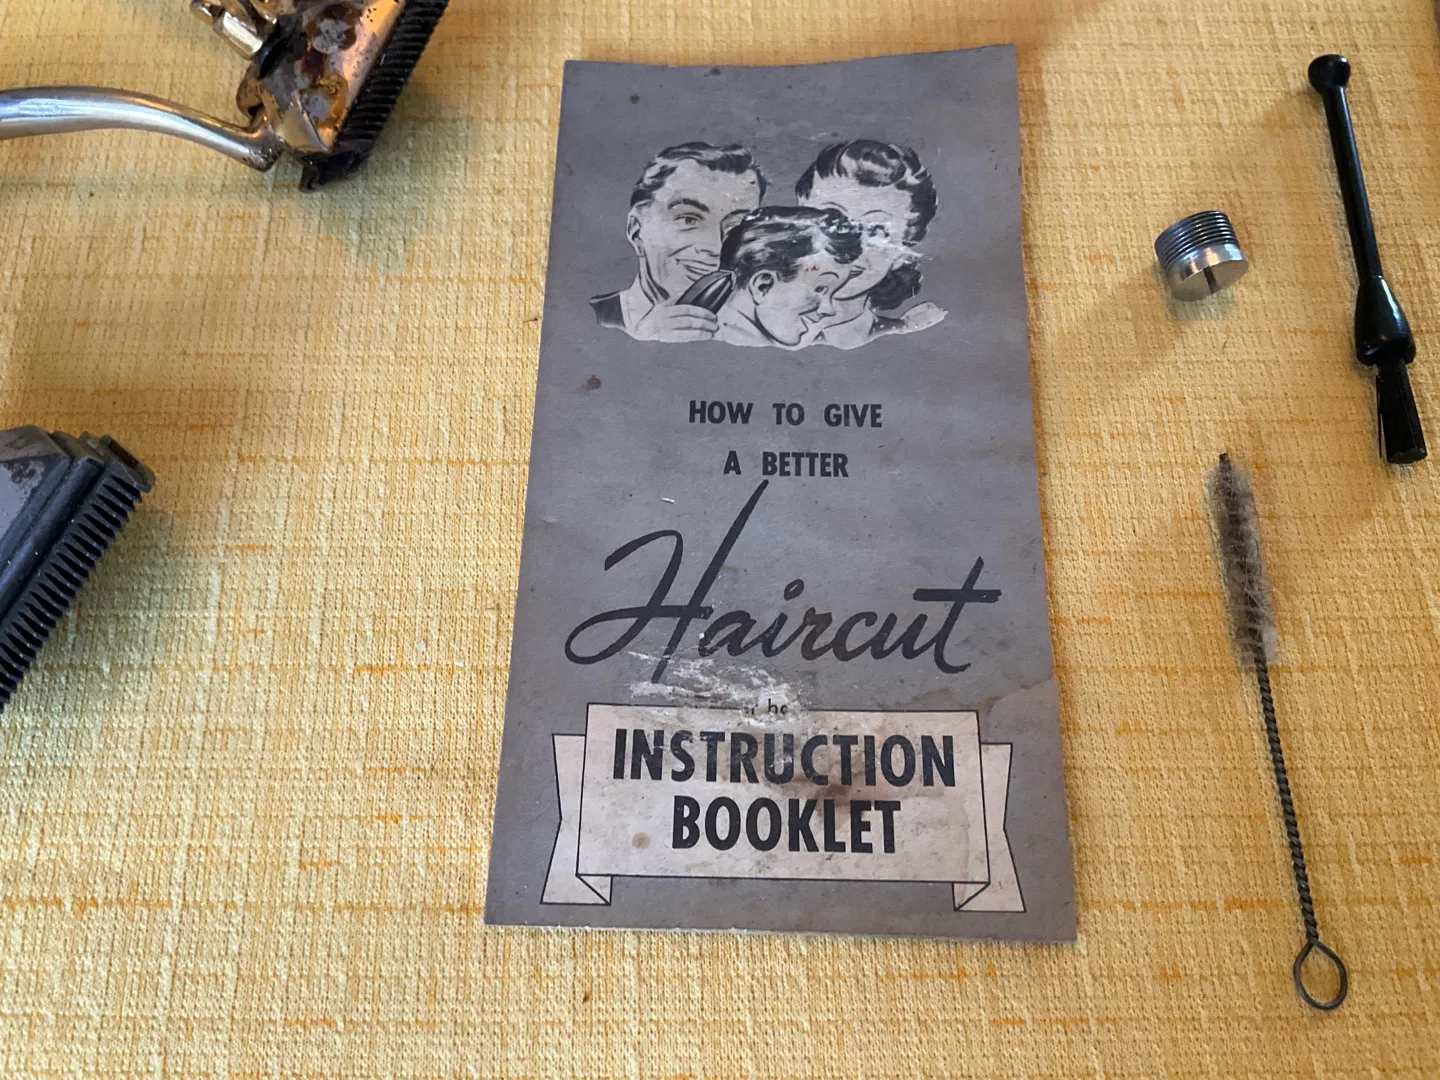 HOW TO GIVE
A BETTER
Haircut
INSTRUCTION
BOOKLET